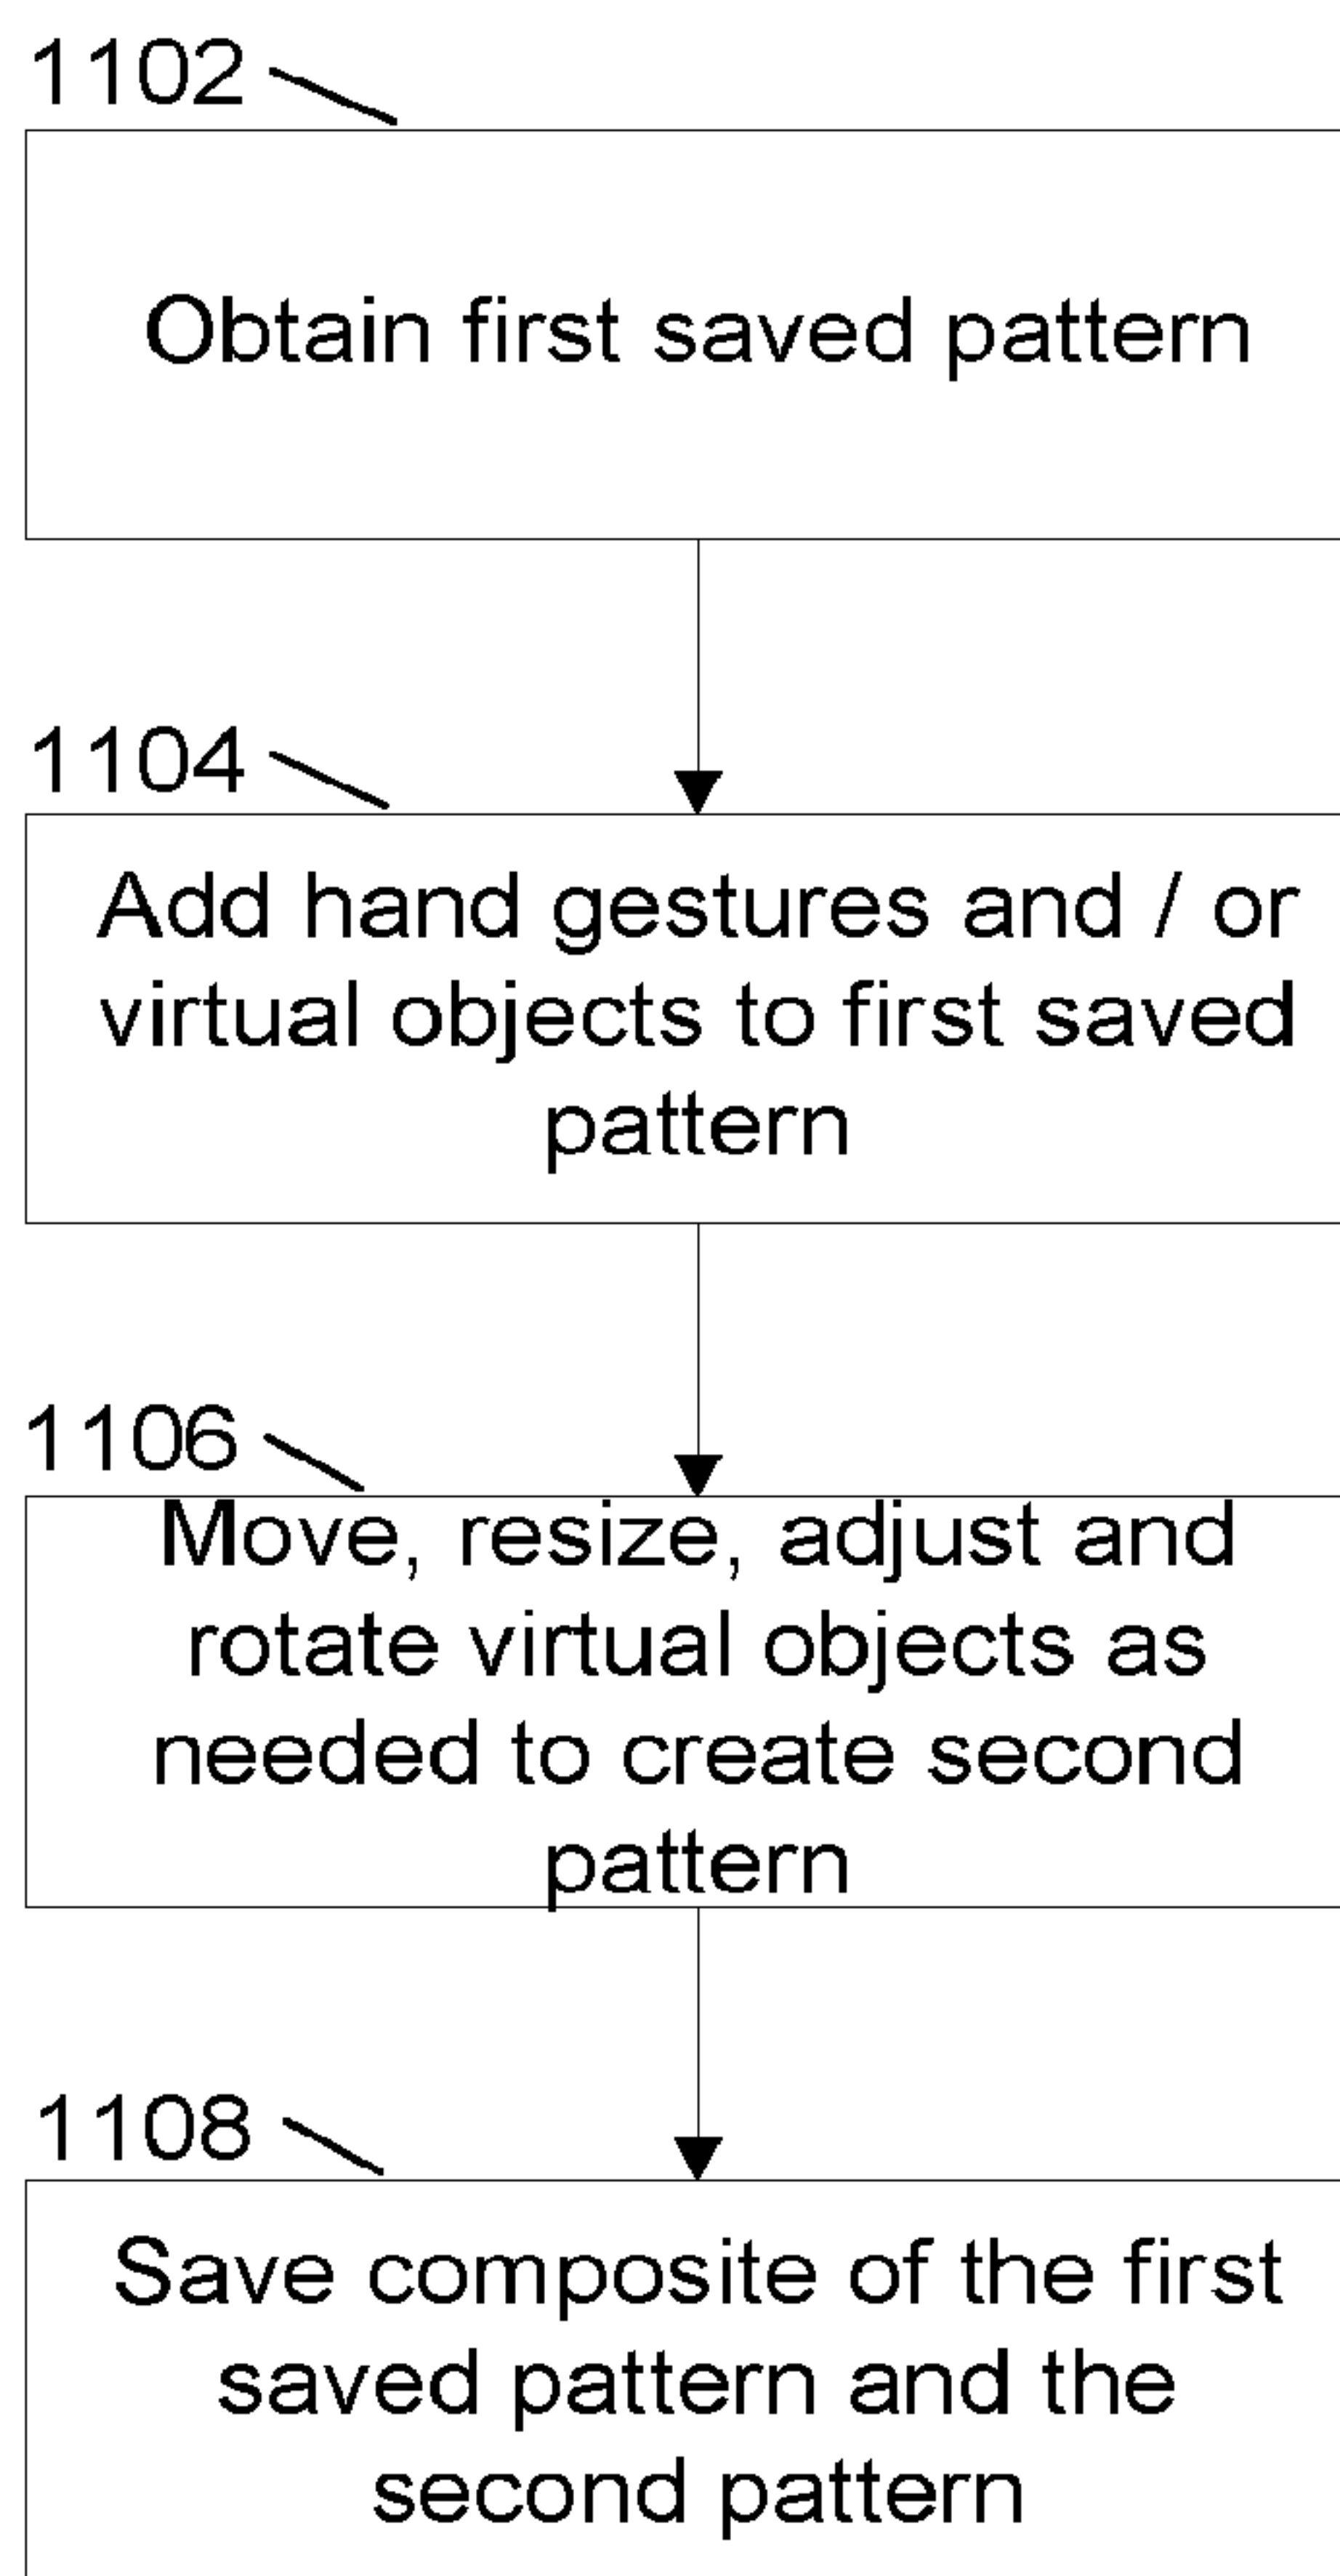 1102
Obtain first saved pattern
1104
Add hand gestures and / or
virtual objects to first saved
pattern
1106
Move, resize, adjust and
rotate virtual objects as
needed to create second
pattern
1108
Save composite of the first
saved pattern and the
second pattern